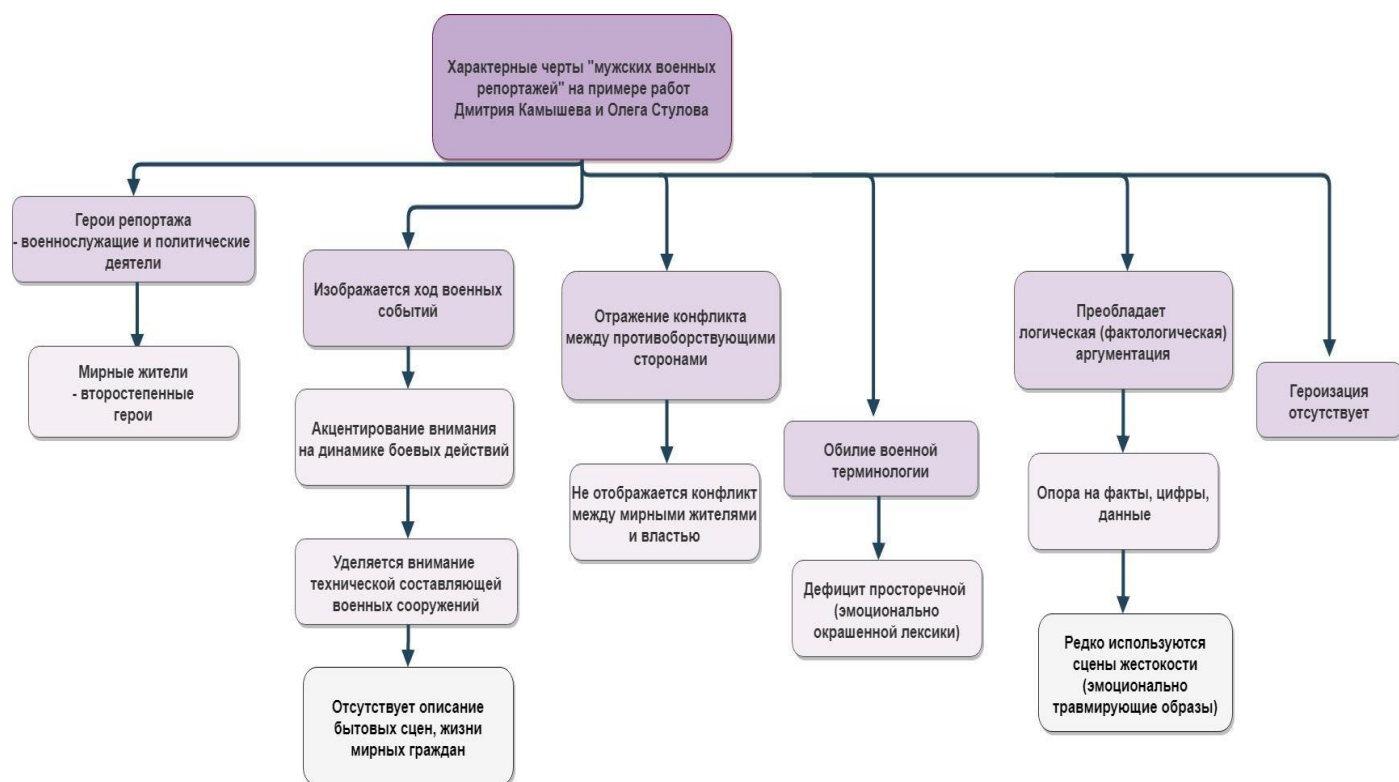 Характерные черты "мужских военных
репортажей" на примере работ
Дмитрия Камышева и Олега Стулова
Герои репортажа
- военнослужащие и политические
деятели
Мирные жители
- второстепенные
герои
Изображается ход военных
событий
Акцентирование внимания
на динамике боевых действий
Уделяется внимание
технической составляющей
военных сооружений
Отсутствует описание
бытовых сцен, жизни
мирных граждан
Отражение конфликта
между противоборствующими
сторонами
Не отображается конфликт
между мирными жителями
и властью
Обилие военной
терминологии
Дефицит просторечной
(эмоционально
окрашенной лексики)
Преобладает
логическая (фактологическая)
аргументация
Опора на факты, цифры,
данные
Редко используются
сцены жестокости
(эмоционально
травмирующие образы)
Героизация
отсутствует